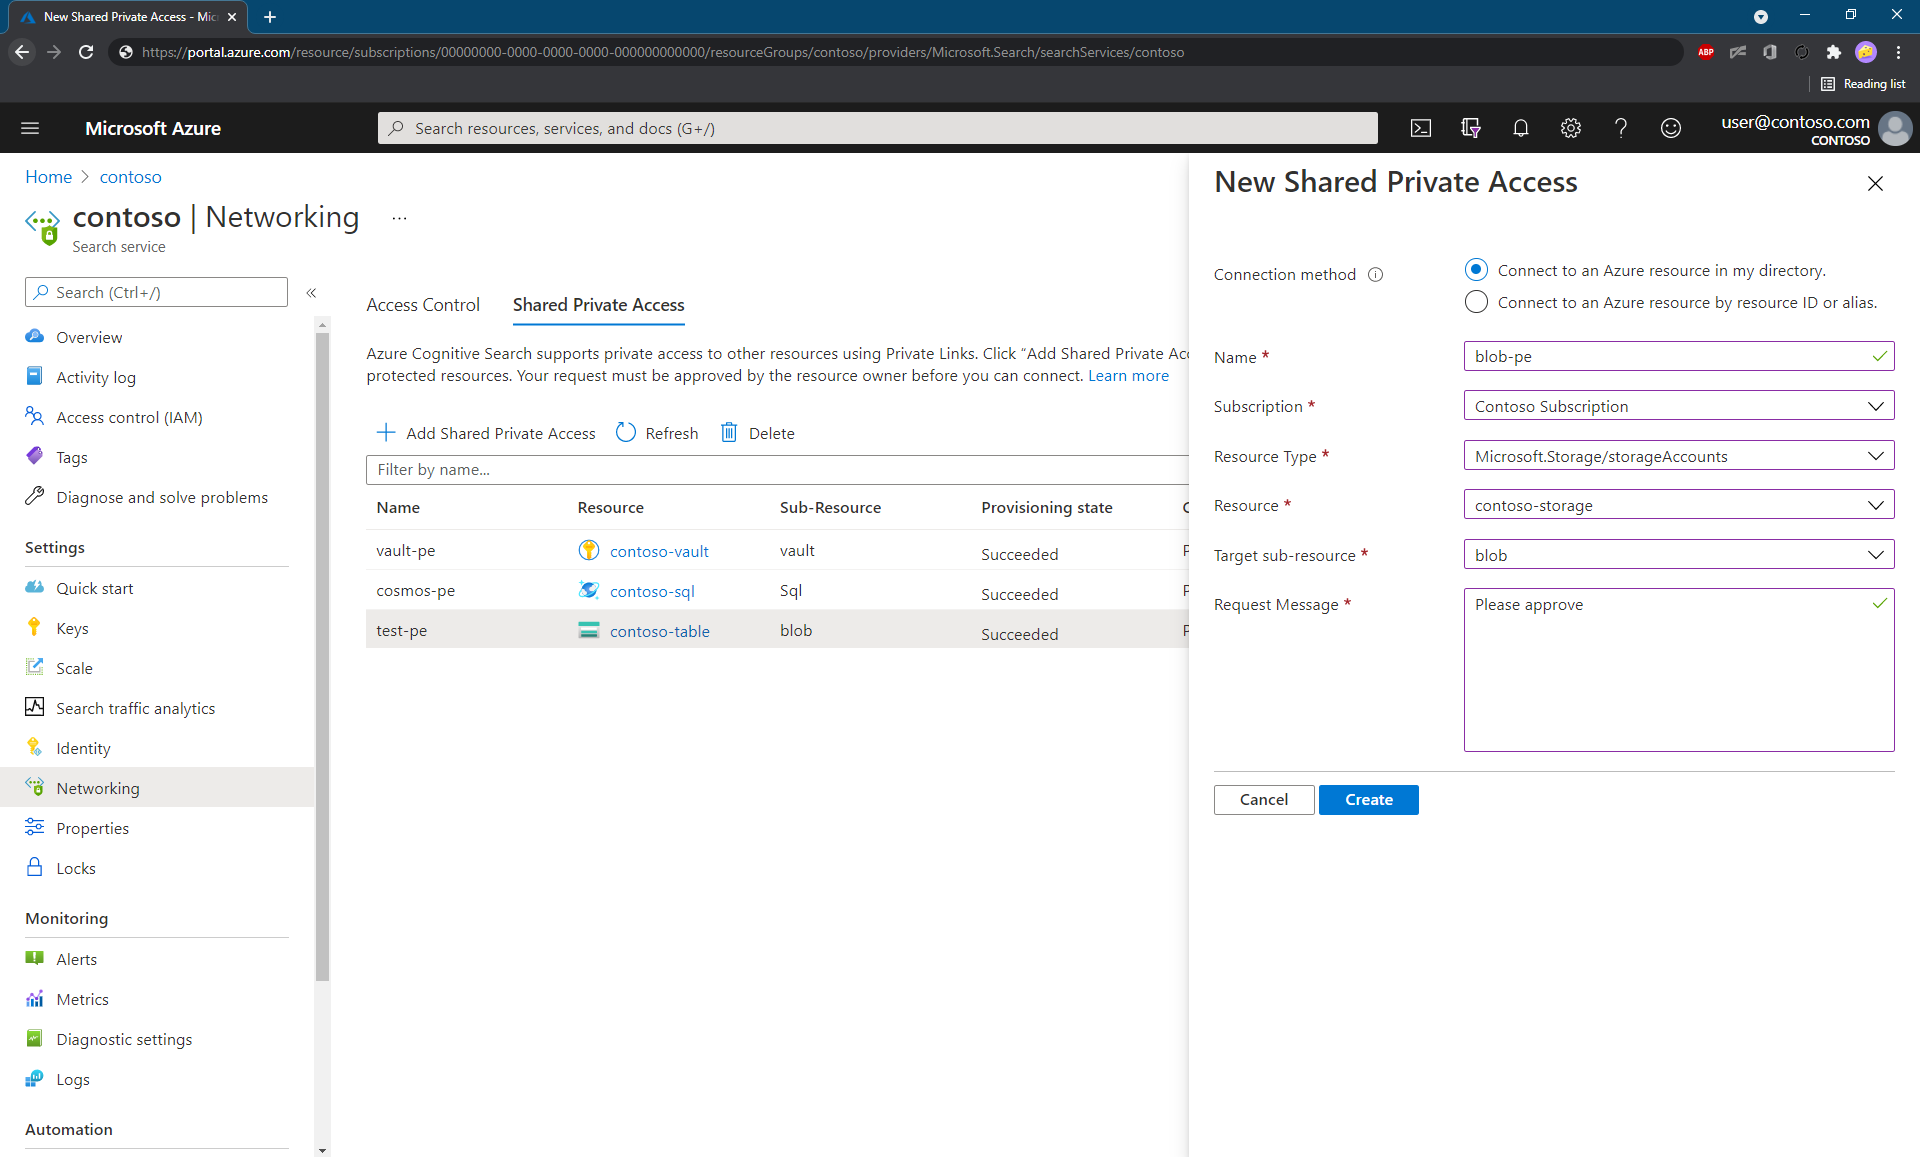 New Shared Private Access - Mic
https://portal.azure.com/resource/subscriptions/00000000-0000-0000-0000-000000000000/resourceGroups/contoso/providers/Microsoft.Search/searchServices/contoso
ABP
Reading list
Microsoft Azure
Search resources, services, and docs (G+/)
user@contoso.com
CONTOSO
Home > contoso
contoso | Networking ...
Search service
Search (Ctrl+/)
«
Overview
Activity log
Access control (IAM)
Tags
Diagnose and solve problems
Settings
Quick start
Keys
Scale
Search traffic analytics
Identity
Networking
Properties
Locks
Monitoring
Alerts
Metrics
Diagnostic settings
Logs
Automation
Access Control Shared Private Access
Azure Cognitive Search supports private access to other resources using Private Links. Click “Add Shared Private Acc
protected resources. Your request must be approved by the resource owner before you can connect. Learn more
Add Shared Private Access Refresh Delete
Filter by name...
Name Resource Sub-Resource Provisioning state
vault-pe contoso-vault vault Succeeded P
cosmos-pe contoso-sql Sql Succeeded P
test-pe contoso-table blob Succeeded P
New Shared Private Access
Connection method
Connect to an Azure resource in my directory.
Connect to an Azure resource by resource ID or alias.
Name * blob-pe
Subscription * Contoso Subscription
Resource Type * Microsoft.Storage/storageAccounts
Resource * contoso-storage
Target sub-resource * blob
Request Message * Please approve
Cancel Create